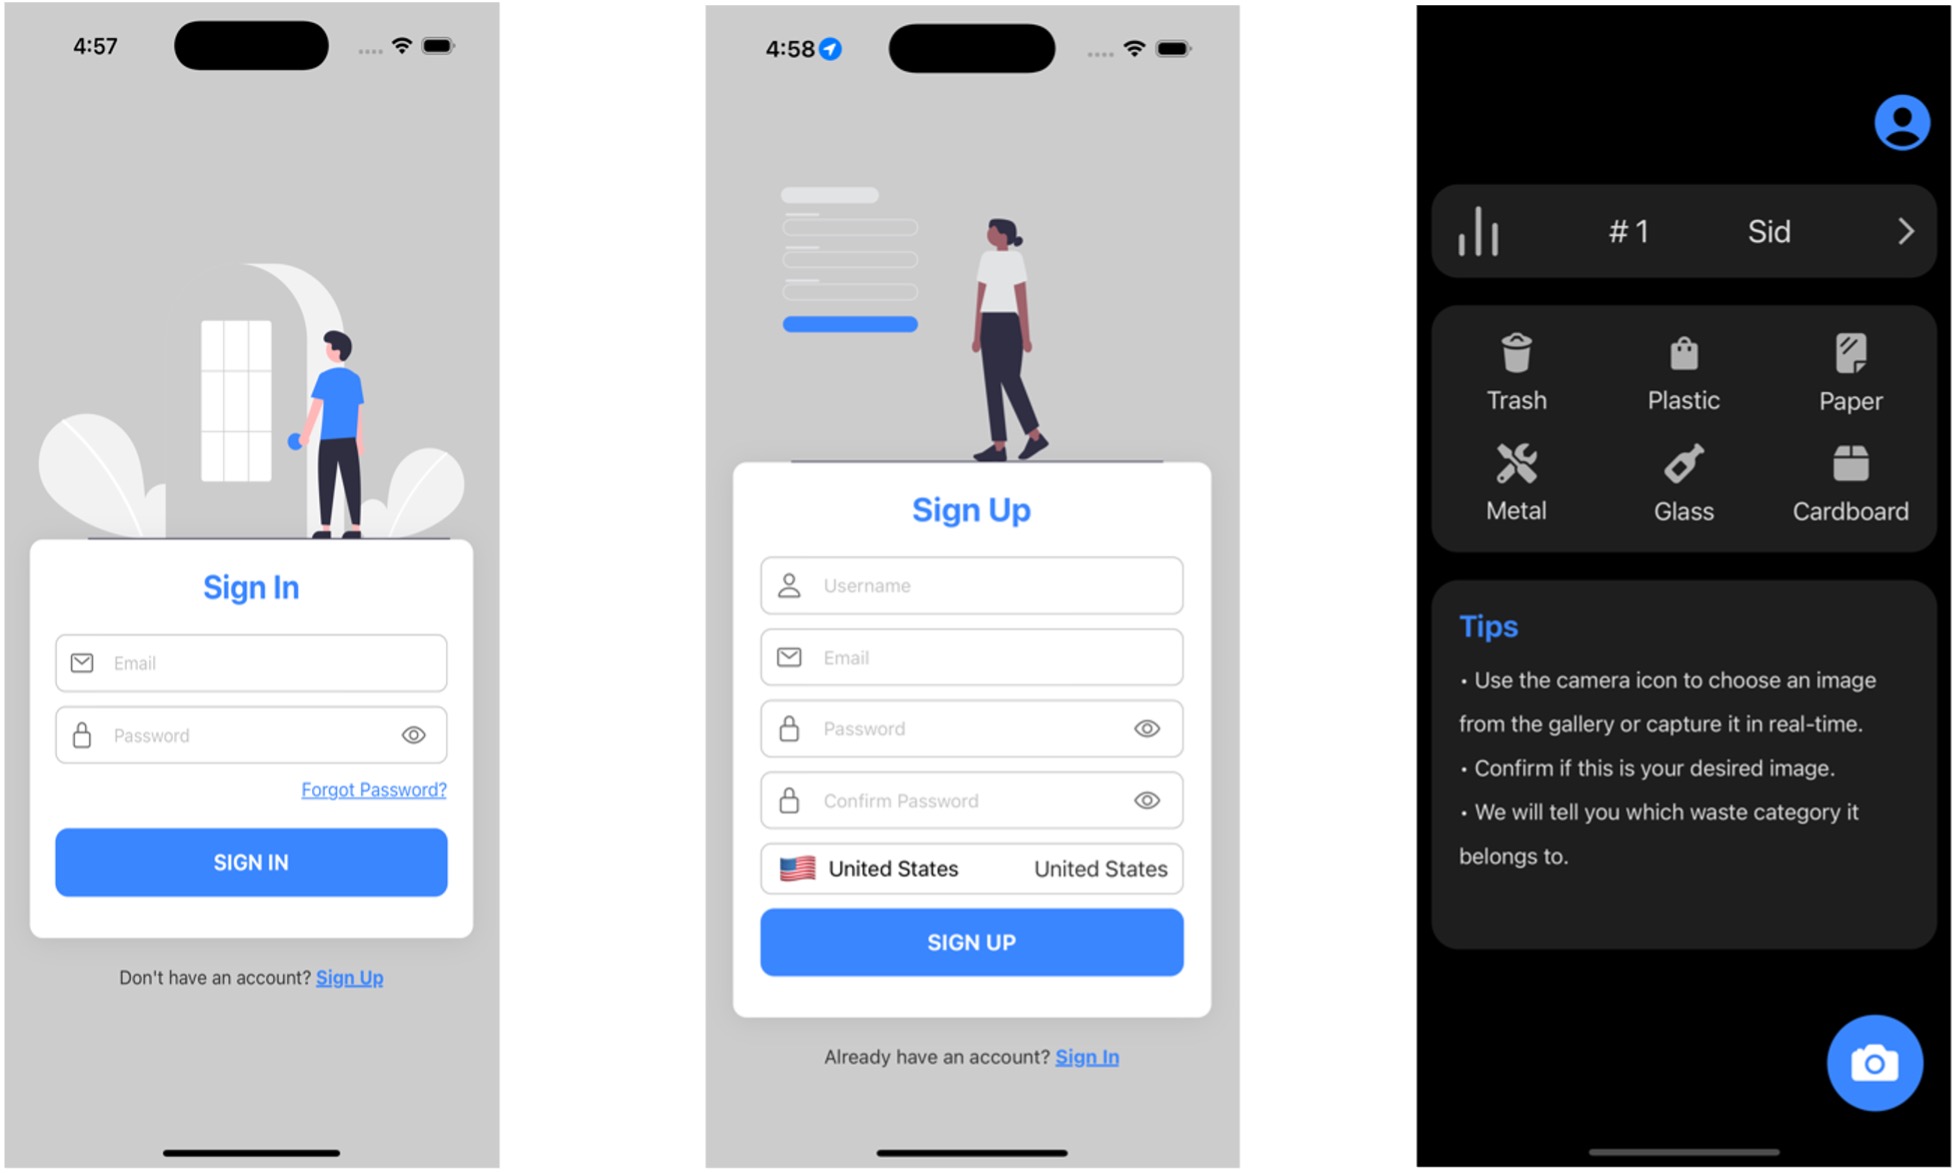 4:57
Sign In
Email
Password
Forgot Password?
SIGN IN
Don't have an account? Sign Up
4:58
Sign Up
Username
Email
Password
Confirm Password
United States United States
SIGN UP
Already have an account? Sign In
# 1 Sid
Trash Plastic Paper
Metal Glass Cardboard
Tips
• Use the camera icon to choose an image
from the gallery or capture it in real-time.
• Confirm if this is your desired image.
• We will tell you which waste category it
belongs to.